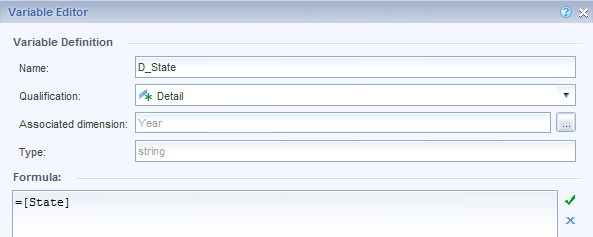 Variable Editor
Variable Definition
Name: D_State
Qualification: Detail
Associated dimension: Year ...
Type: string
Formula:
=[State]